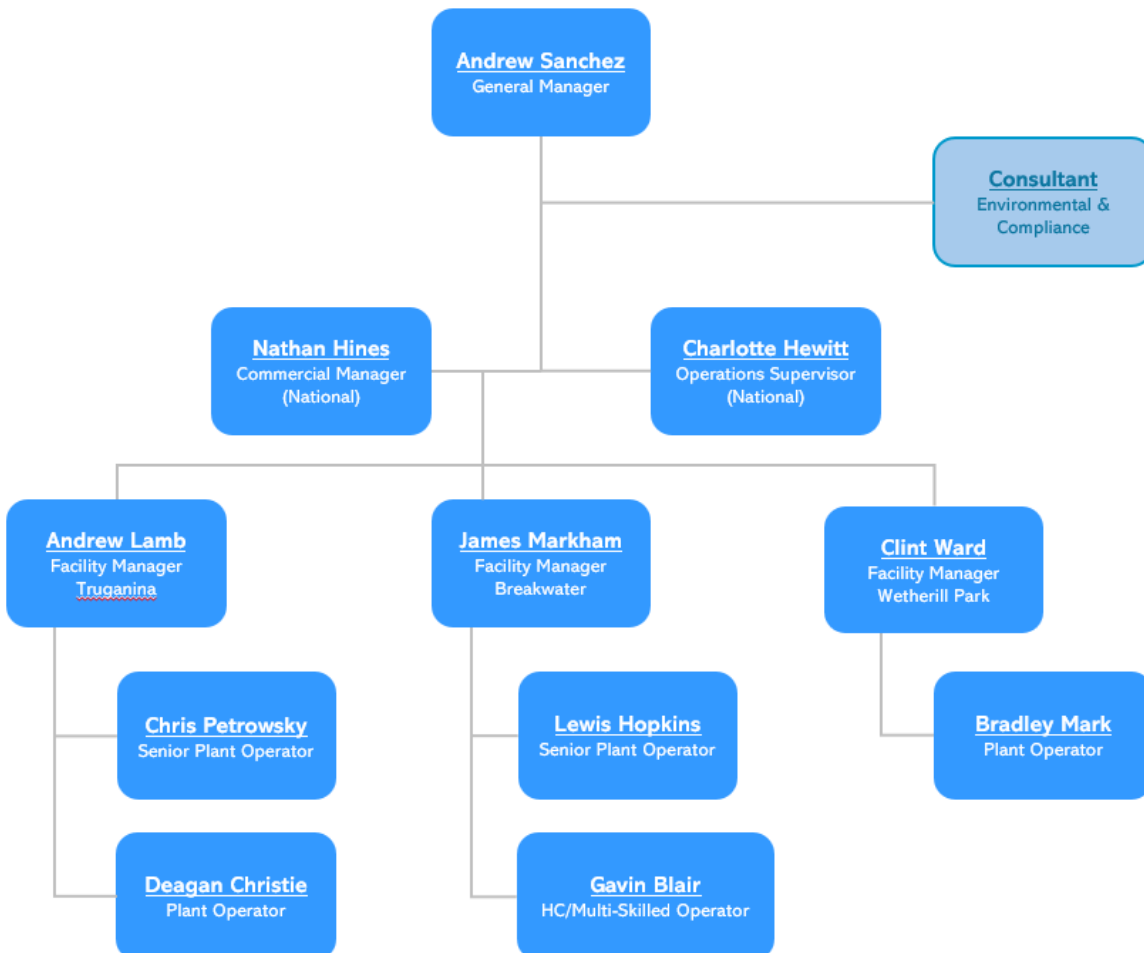 Andrew Sanchez
General Manager
Consultant
Environmental &
Compliance
Nathan Hines
Commercial Manager
(National)
Charlotte Hewitt
Operations Supervisor
(National)
Andrew Lamb
Facility Manager
Truganina
James Markham
Facility Manager
Breakwater
Clint Ward
Facility Manager
Wetherill Park
Chris Petrowsky
Senior Plant Operator
Lewis Hopkins
Senior Plant Operator
Bradley Mark
Plant Operator
Deagan Christie
Plant Operator
Gavin Blair
HC/Multi-Skilled Operator